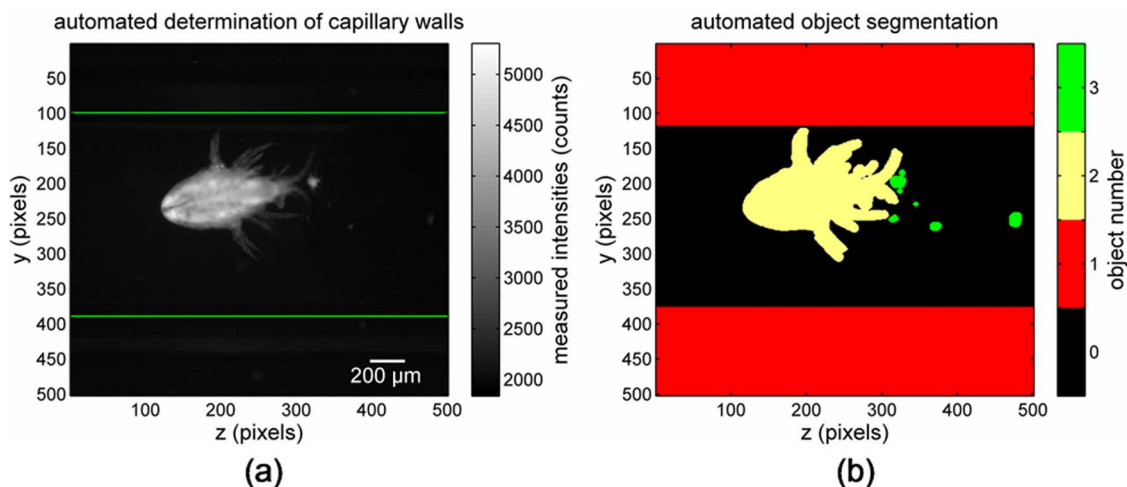 automated determination of capillary walls
50
100
150
200
250
300
350
400
450
500
y (pixels)
100 200 300 400 500
z (pixels)
200 µm
5000
4500
4000
3500
3000
2500
2000
measured intensities (counts)
(a)
automated object segmentation
50
100
150
200
250
300
350
400
450
500
y (pixels)
100 200 300 400 500
z (pixels)
3
2
1
0
object number
(b)